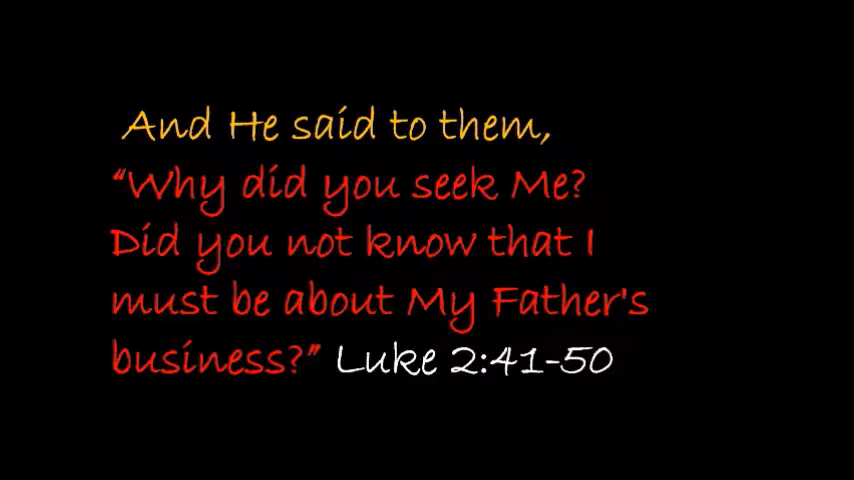 And He said to them,
“Why did you seek Me?
Did you not know that I
must be about My Father's
business?” Luke 2:41-50